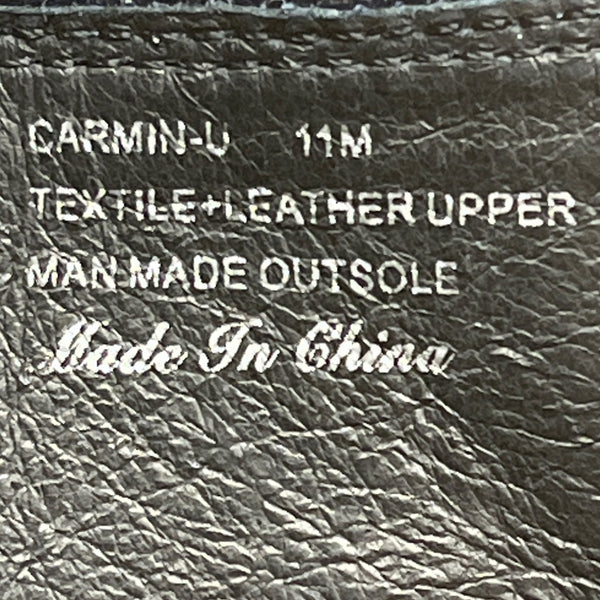 CARMIN-U 11M
TEXTILE+LEATHER UPPER
MAN MADE OUTSOLE
Made In China